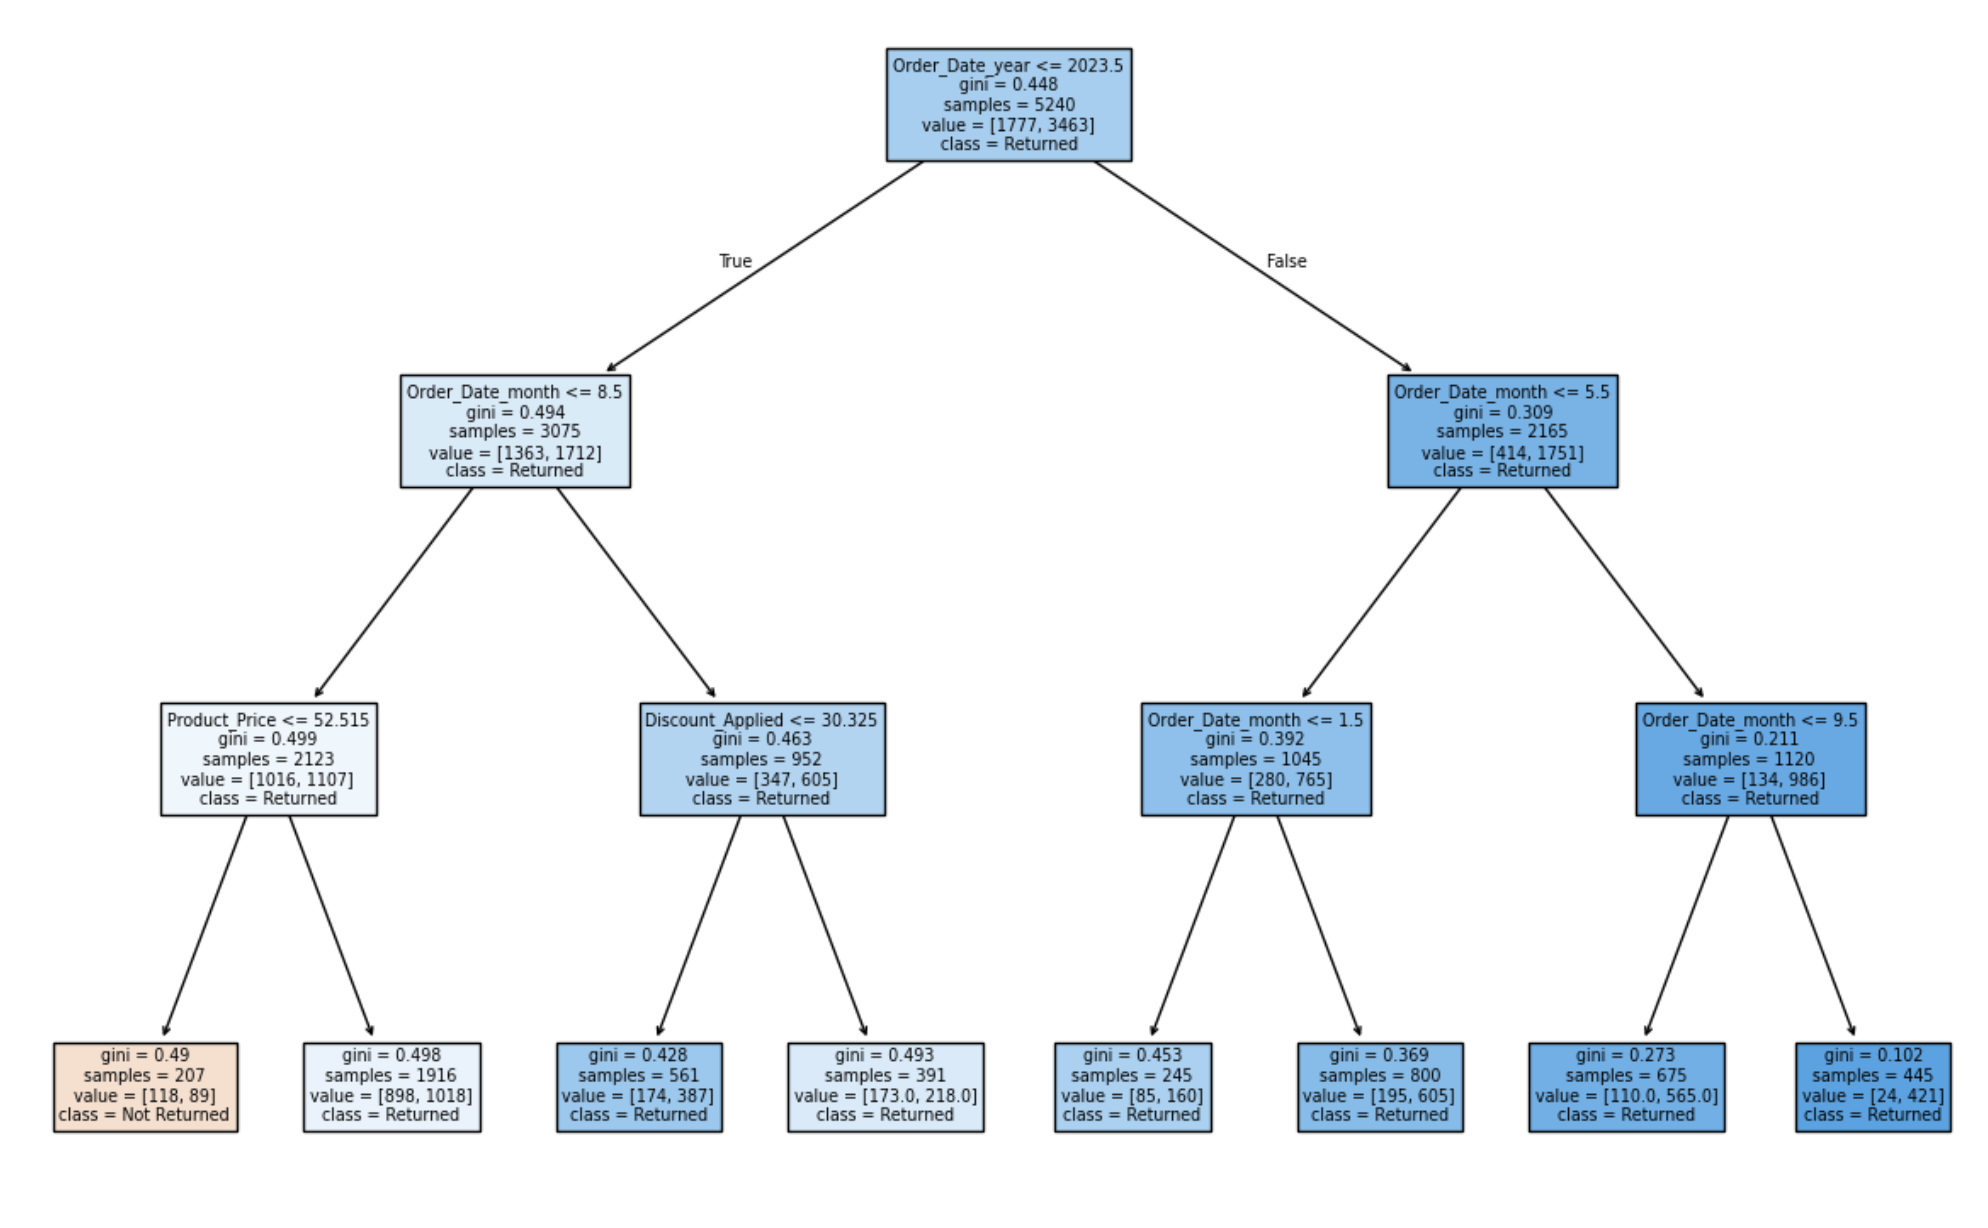 Order_Date_year <= 2023.5
gini = 0.448
samples = 5240
value = [1777, 3463]
class = Returned
True
False
Order_Date_month <= 8.5
gini = 0.494
samples = 3075
value = [1363, 1712]
class = Returned
Order_Date_month <= 5.5
gini = 0.309
samples = 2165
value = [414, 1751]
class = Returned
Product_Price <= 52.515
gini = 0.499
samples = 2123
value = [1016, 1107]
class = Returned
Discount_Applied <= 30.325
gini = 0.463
samples = 952
value = [347, 605]
class = Returned
Order_Date_month <= 1.5
gini = 0.392
samples = 1045
value = [280, 765]
class = Returned
Order_Date_month <= 9.5
gini = 0.211
samples = 1120
value = [134, 986]
class = Returned
gini = 0.49
samples = 207
value = [118, 89]
class = Not Returned
gini = 0.498
samples = 1916
value = [898, 1018]
class = Returned
gini = 0.428
samples = 561
value = [174, 387]
class = Returned
gini = 0.493
samples = 391
value = [173.0, 218.0]
class = Returned
gini = 0.453
samples = 245
value = [85, 160]
class = Returned
gini = 0.369
samples = 800
value = [195, 605]
class = Returned
gini = 0.273
samples = 675
value = [110.0, 565.0]
class = Returned
gini = 0.102
samples = 445
value = [24, 421]
class = Returned